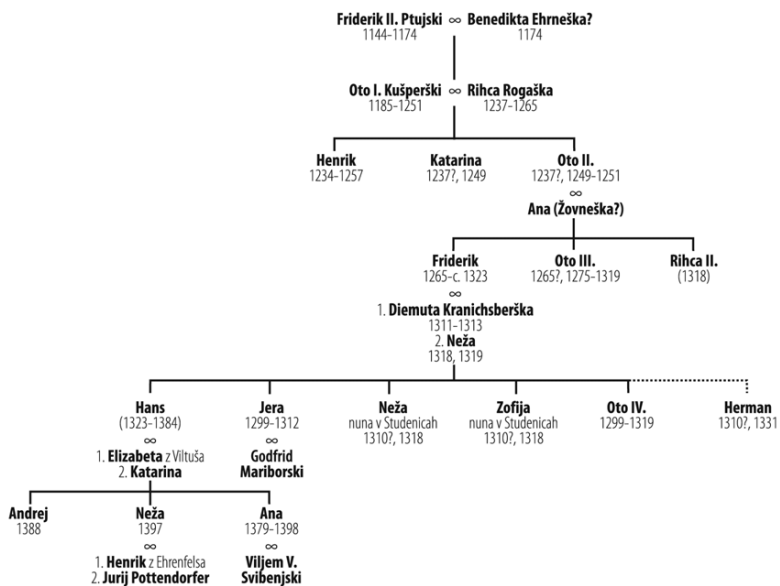 Friderik II. Ptujski ∞ Benedikta Ehrneška?
1144-1174 1174
Oto I. Kušperški ∞ Rihca Rogaška
1185-1251 1237-1265
Henrik Katarina Oto II.
1234-1257 1237?, 1249 1237?, 1249-1251
∞
Ana (Žovneška?)
Friderik Oto III. Rihca II.
1265-c. 1323 1265?, 1275-1319 (1318)
∞
1. Diemuta Kranichsberška
1311-1313
2. Neža
1318, 1319
Hans Jera Neža Zofija Oto IV. Herman
(1323-1384) 1299-1312 nuna v Studenicah nuna v Studenicah 1299-1319 1310?, 1331
1310?, 1318 1310?, 1318
∞ ∞
1. Elizabeta z Viltuša Godfrid
2. Katarina Mariborski
Andrej Neža Ana
1388 1397 1379-1398
∞ ∞
1. Henrik z Ehrenfelsa Viljem V.
2. Jurij Pottendorfer Svibenjski